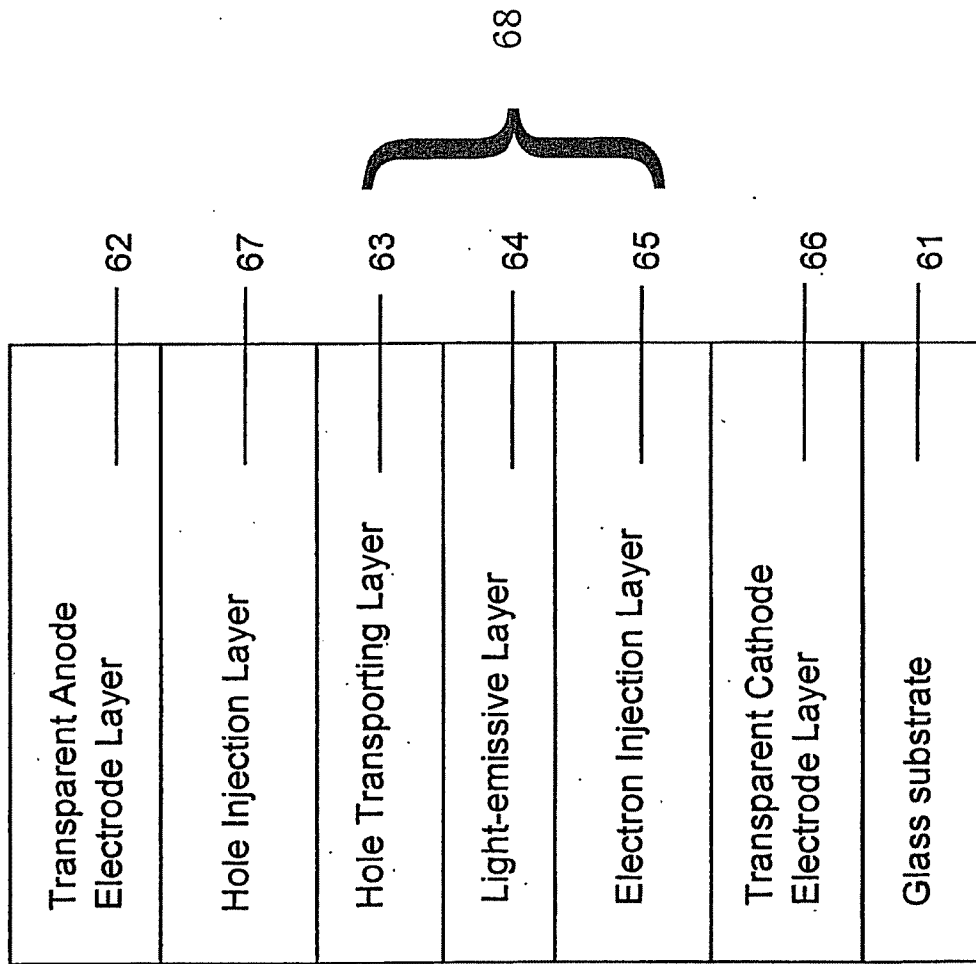 Transparent Anode
Electrode Layer
62
Hole Injection Layer
67
Hole Transporting Layer
63
Light-emissive Layer
64
Electron Injection Layer
65
Transparent Cathode
Electrode Layer
66
Glass substrate
61
68